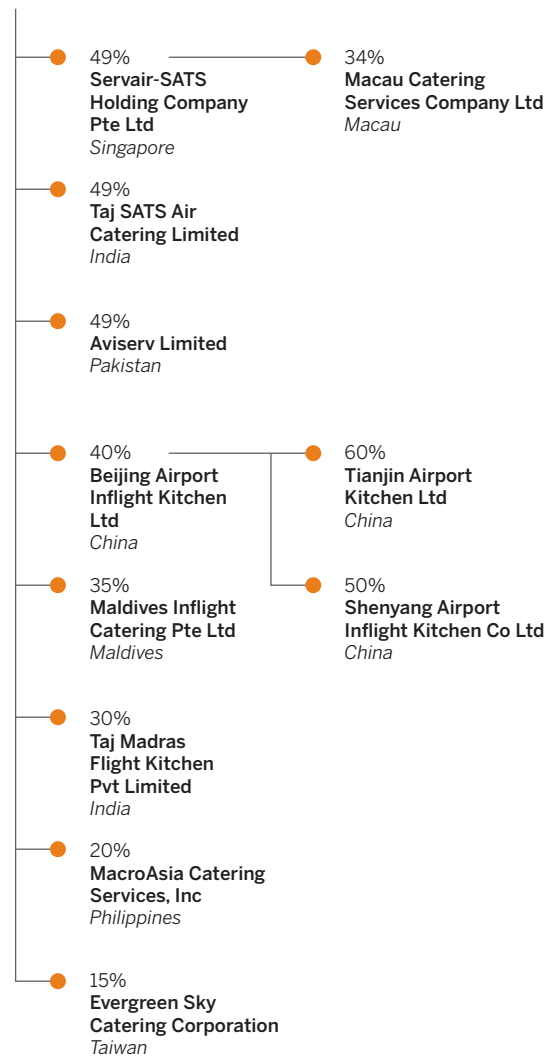 49%
Servair-SATS
Holding Company
Pte Ltd
Singapore
34%
Macau Catering
Services Company Ltd
Macau
49%
Taj SATS Air
Catering Limited
India
49%
Aviserv Limited
Pakistan
40%
Beijing Airport
Inflight Kitchen
Ltd
China
60%
Tianjin Airport
Kitchen Ltd
China
50%
Shenyang Airport
Inflight Kitchen Co Ltd
China
35%
Maldives Inflight
Catering Pte Ltd
Maldives
30%
Taj Madras
Flight Kitchen
Pvt Limited
India
20%
MacroAsia Catering
Services, Inc
Philippines
15%
Evergreen Sky
Catering Corporation
Taiwan